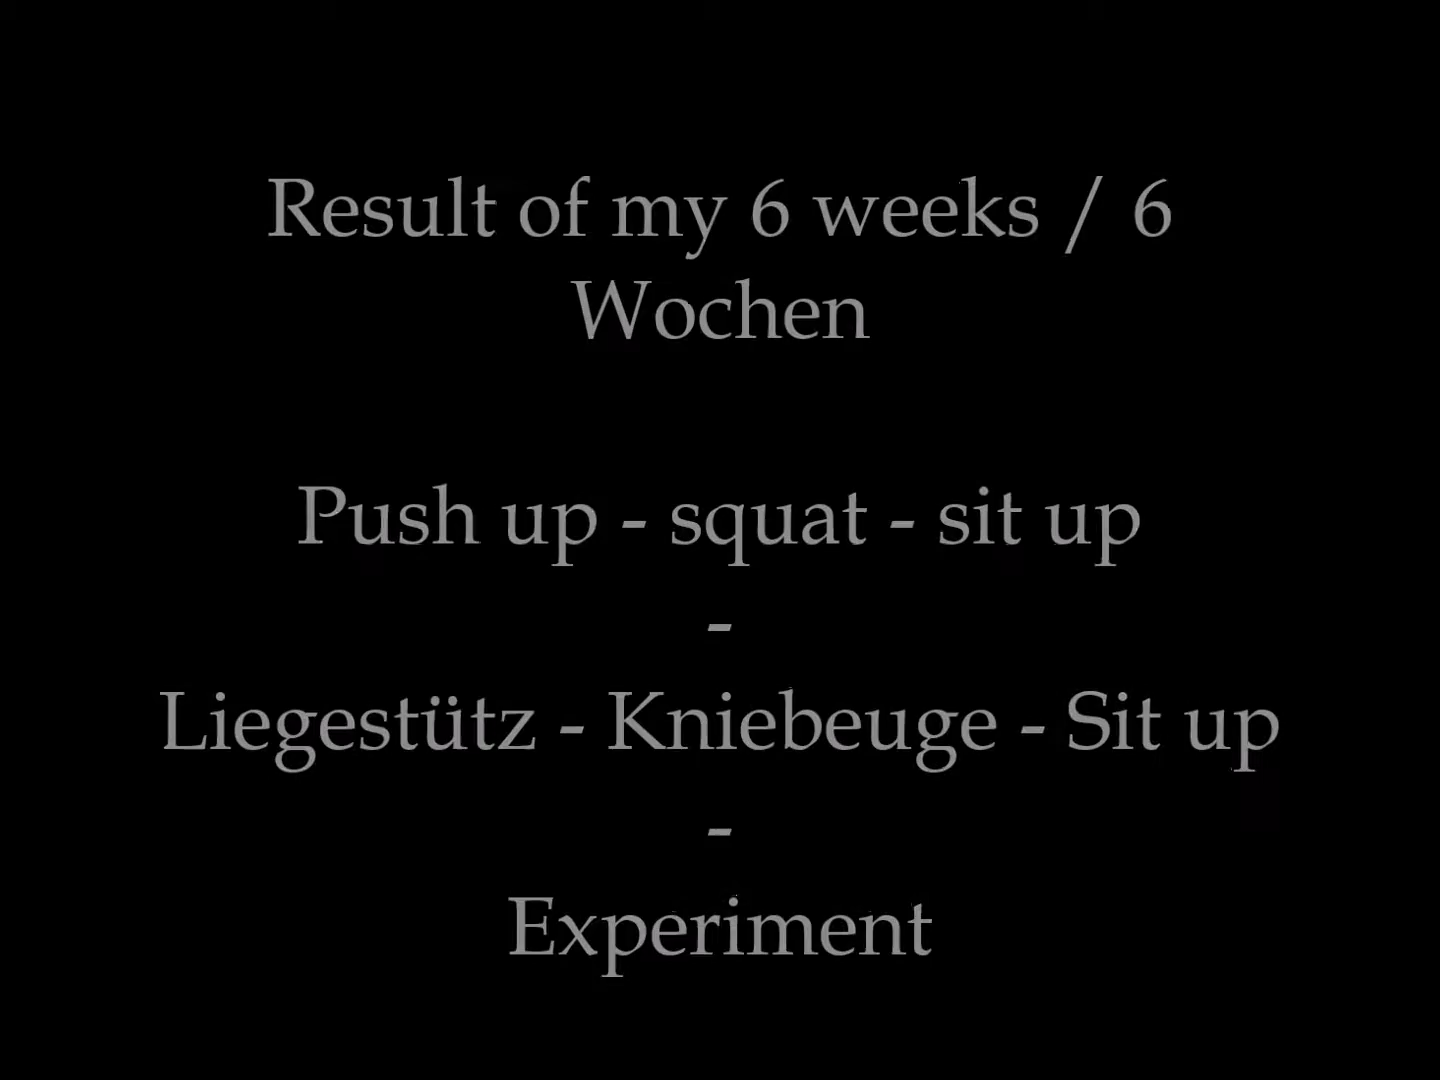 Result of my 6 weeks / 6
Wochen
Push up - squat - sit up
-
Liegestütz - Kniebeuge - Sit up
-
Experiment